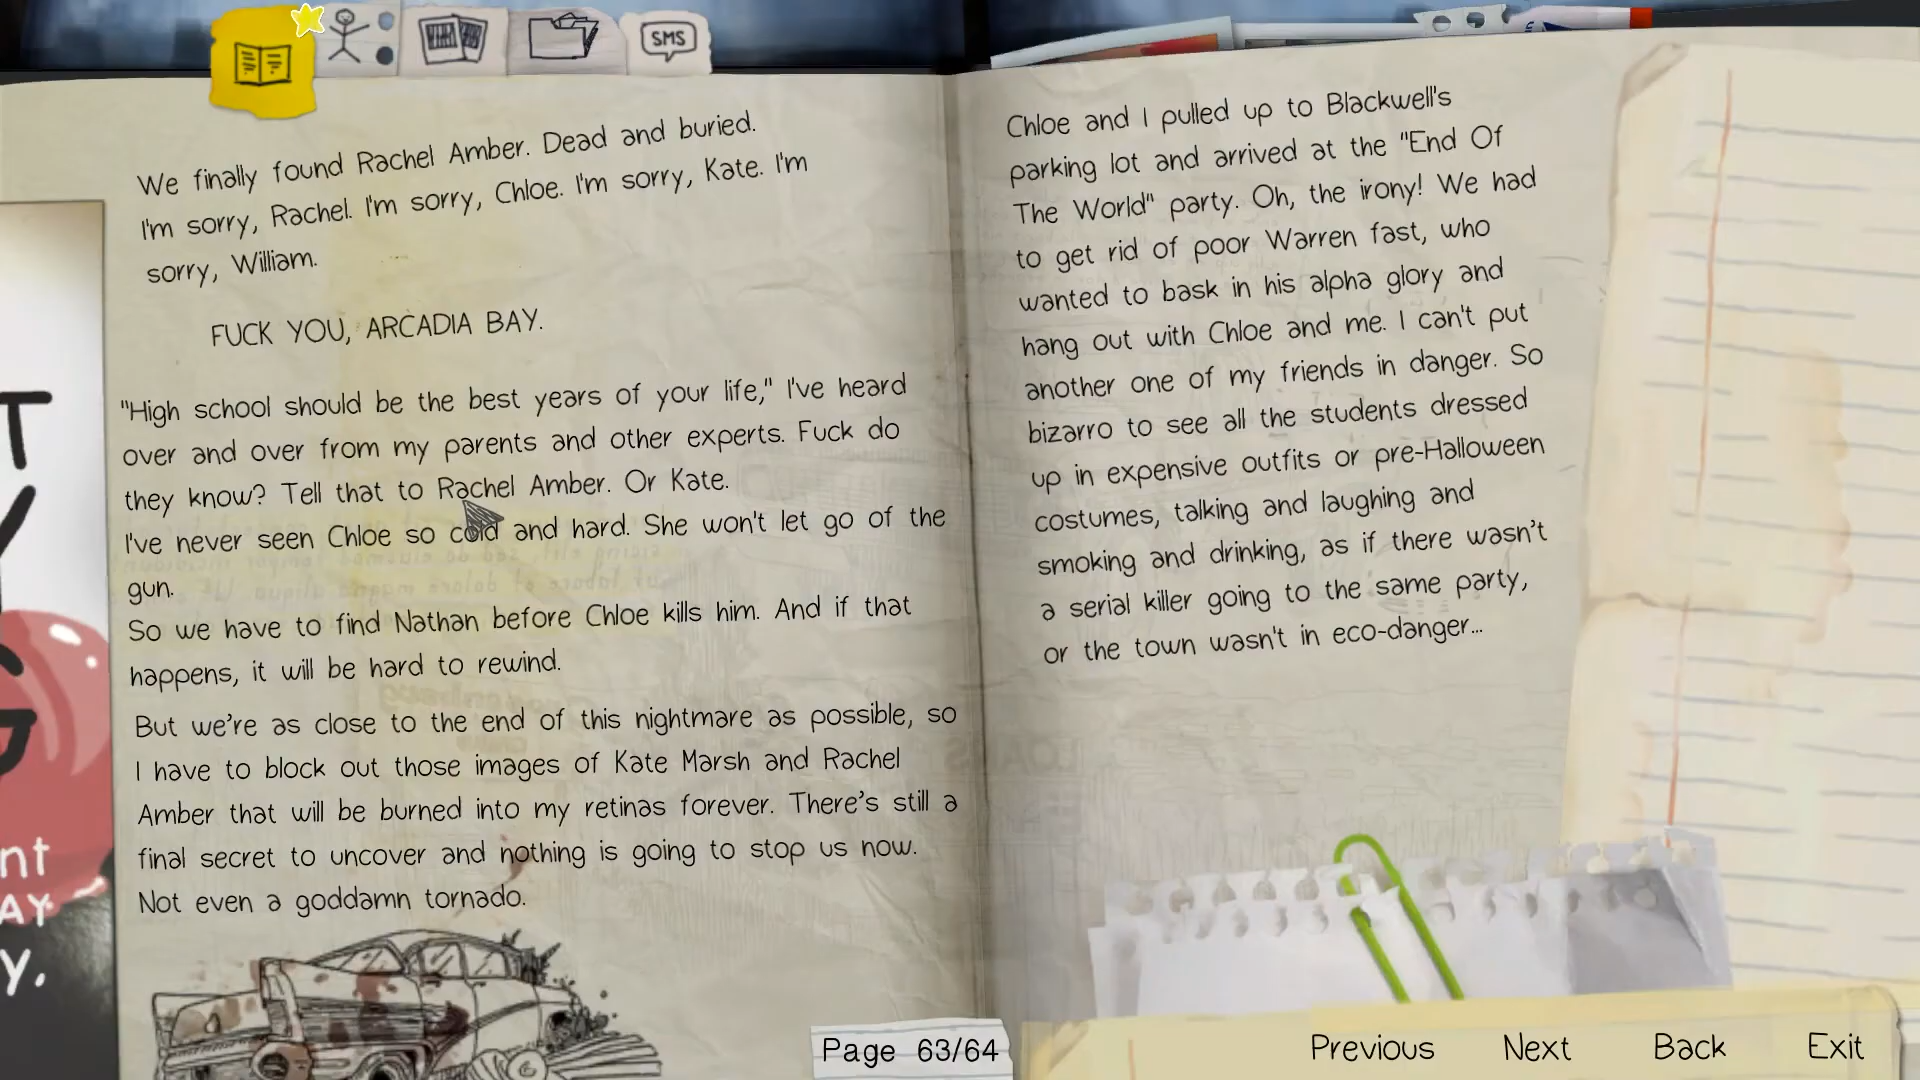 SMS
We finally found Rachel Amber. Dead and buried.
I'm sorry, Rachel. I'm sorry, Chloe. I'm sorry, Kate. I'm
sorry, William.
FUCK YOU, ARCADIA BAY.
"High school should be the best years of your life," I've heard
over and over from my parents and other experts. Fuck do
they know? Tell that to Rachel Amber. Or Kate.
I've never seen Chloe so cold and hard. She won't let go of the
gun.
So we have to find Nathan before Chloe kills him. And if that
happens, it will be hard to rewind.
But we're as close to the end of this nightmare as possible, so
I have to block out those images of Kate Marsh and Rachel
Amber that will be burned into my retinas forever. There's still a
final secret to uncover and nothing is going to stop us now.
Not even a goddamn tornado.
Chloe and I pulled up to Blackwell's
parking lot and arrived at the "End Of
The World" party. Oh, the irony! We had
to get rid of poor Warren fast, who
wanted to bask in his alpha glory and
hang out with Chloe and me. I can't put
another one of my friends in danger. So
bizarro to see all the students dressed
up in expensive outfits or pre-Halloween
costumes, talking and laughing and
smoking and drinking, as if there wasn't
a serial killer going to the same party,
or the town wasn't in eco-danger...
Page 63/64
Previous Next Back Exit